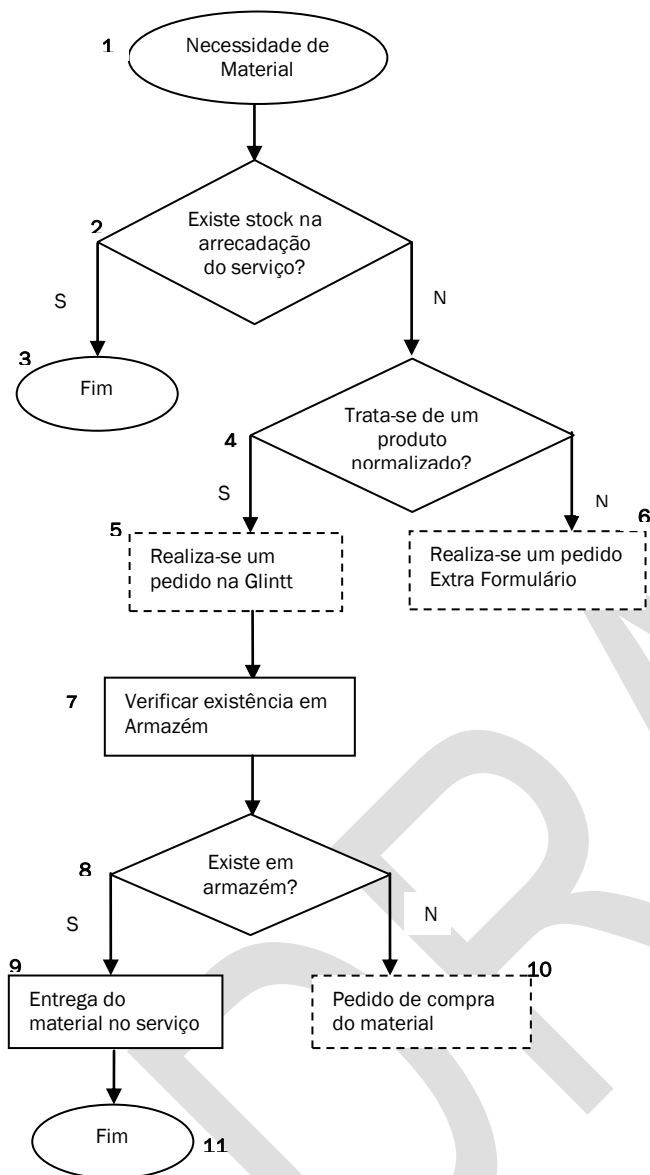 1
Necessidade de
Material
2
Existe stock na
arrecadação
do serviço?
S
N
3
Fim
4
Trata-se de um
produto
normalizado?
S
N
5
Realiza-se um
pedido na Glintt
6
Realiza-se um pedido
Extra Formulário
7
Verificar existência em
Armazém
8
Existe em
armazém?
S
N
9
Entrega do
material no serviço
10
Pedido de compra
do material
Fim
11